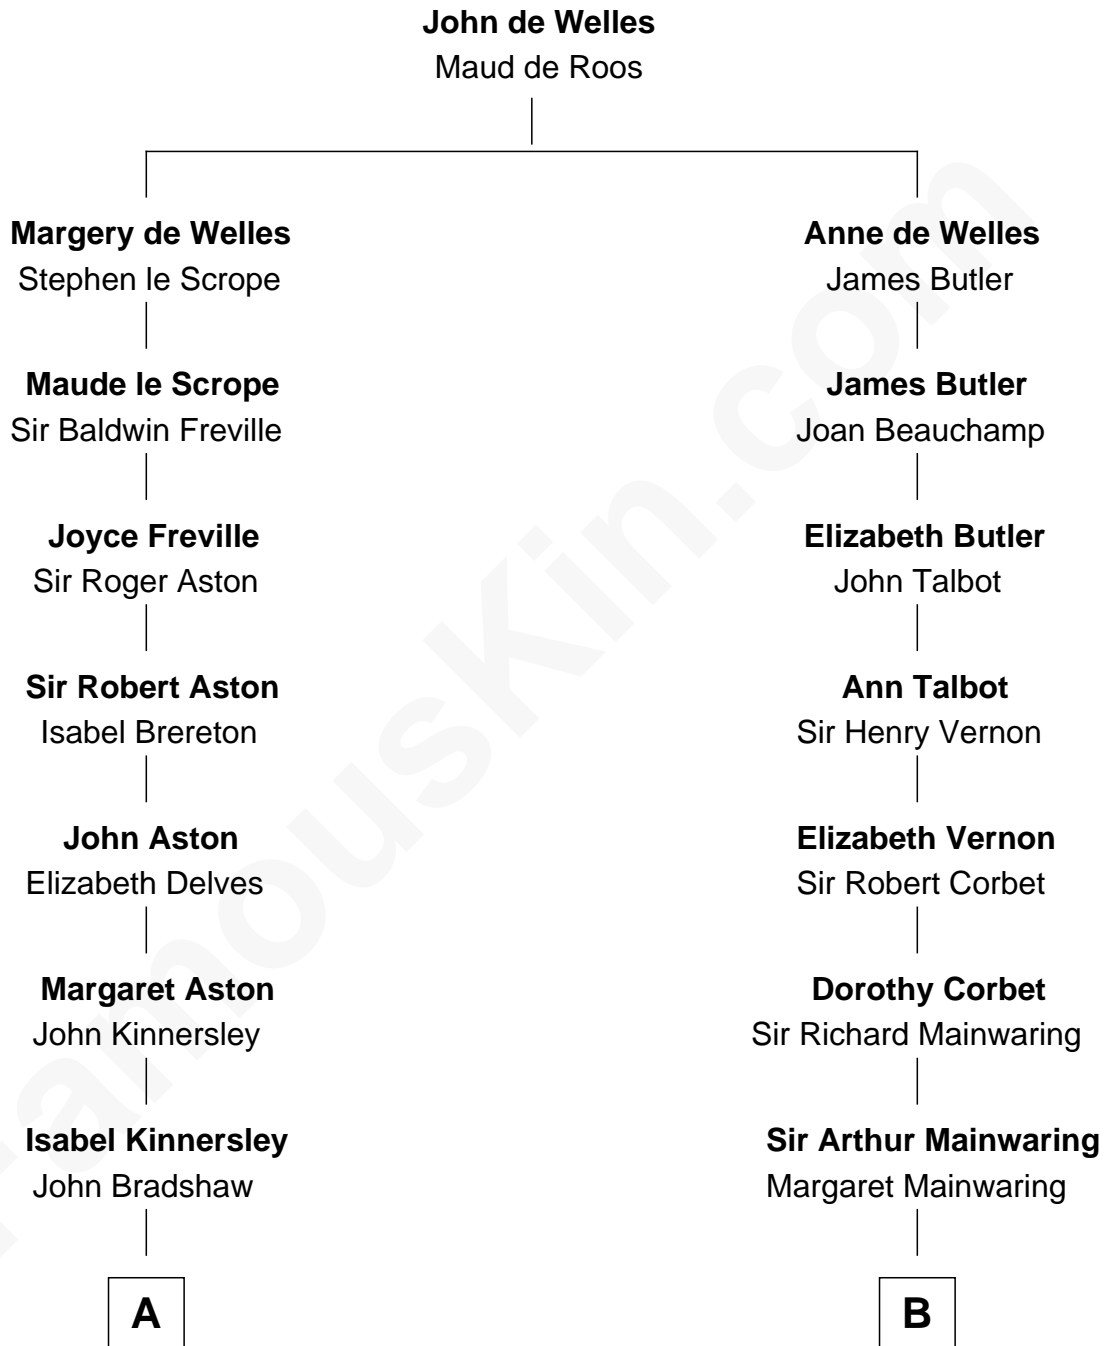 John de Welles
Maud de Roos
Margery de Welles
Stephen le Scrope
Anne de Welles
James Butler
Maude le Scrope
Sir Baldwin Freville
James Butler
Joan Beauchamp
Joyce Freville
Sir Roger Aston
Elizabeth Butler
John Talbot
Sir Robert Aston
Isabel Brereton
Ann Talbot
Sir Henry Vernon
John Aston
Elizabeth Delves
Elizabeth Vernon
Sir Robert Corbet
Margaret Aston
John Kinnersley
Dorothy Corbet
Sir Richard Mainwaring
Isabel Kinnersley
John Bradshaw
Sir Arthur Mainwaring
Margaret Mainwaring
A
B
FamousKin.com